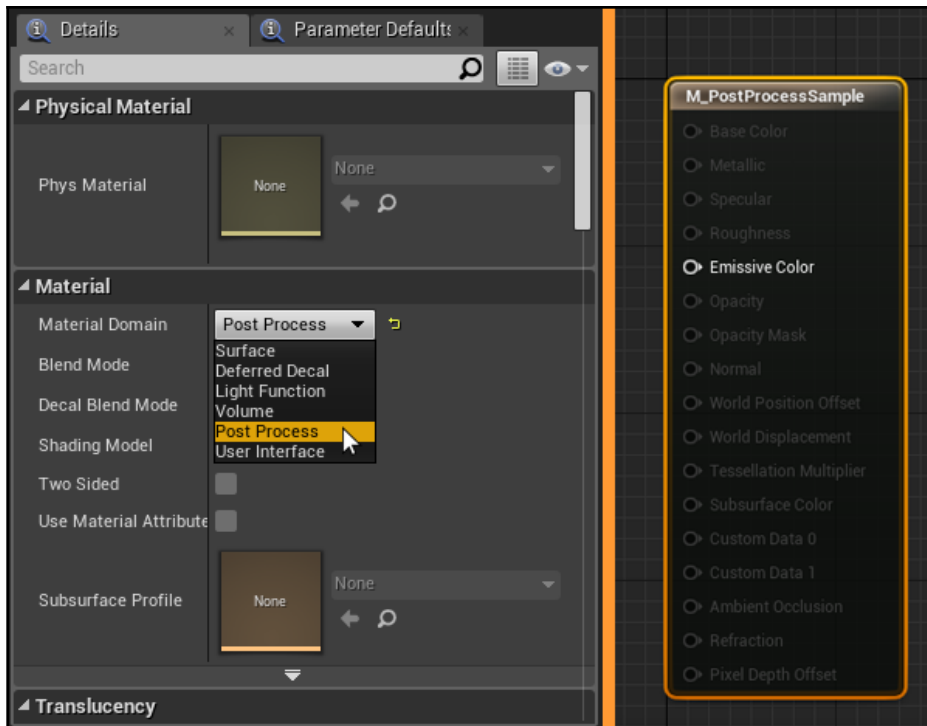 Details
Parameter Defaults
Search
Physical Material
Phys Material
None
None
Material
Material Domain
Post Process
Surface
Deferred Decal
Light Function
Volume
Post Process
User Interface
Blend Mode
Decal Blend Mode
Shading Model
Two Sided
Use Material Attribute
Subsurface Profile
None
None
Translucency
M_PostProcessSample
Base Color
Metallic
Specular
Roughness
Emissive Color
Opacity
Opacity Mask
Normal
World Position Offset
World Displacement
Tessellation Multiplier
Subsurface Color
Custom Data 0
Custom Data 1
Ambient Occlusion
Refraction
Pixel Depth Offset